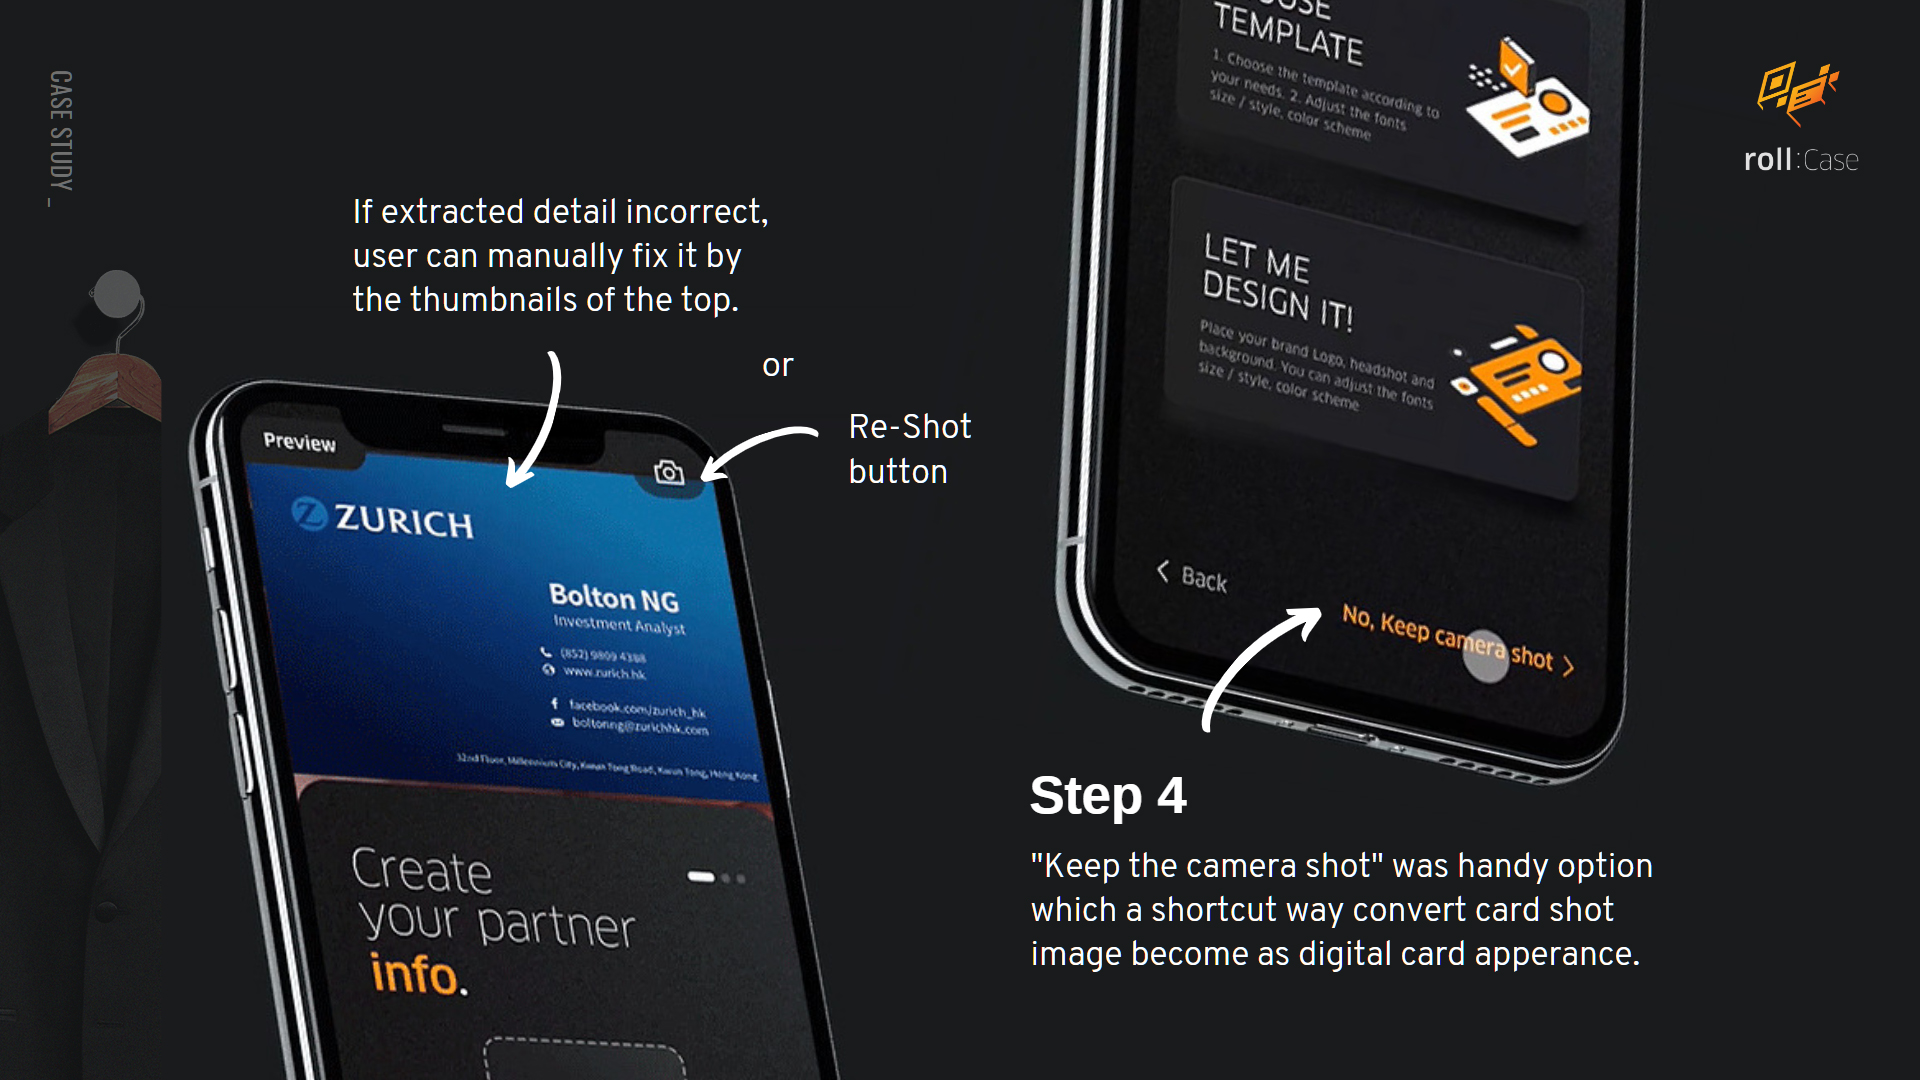 CASE STUDY _
If extracted detail incorrect,
user can manually fix it by
the thumbnails of the top.
or
Re-Shot
button
Preview
ZURICH
Bolton NG
Investment Analyst
(852) 9809 4388
www.zurich.hk
facebook.com/zurich_hk
boltonng@zurichhk.com
32nd Floor, Millennium City, Kwun Tong Road, Kwun Tong, Hong Kong
Create
your partner
info.
TEMPLATE
1. Choose the template according to
your needs. 2. Adjust the fonts
size / style, color scheme
LET ME
DESIGN IT!
Place your brand Logo, headshot and
background. You can adjust the fonts
size / style, color scheme
< Back
No, Keep camera shot >
roll:Case
Step 4
"Keep the camera shot" was handy option
which a shortcut way convert card shot
image become as digital card apperance.